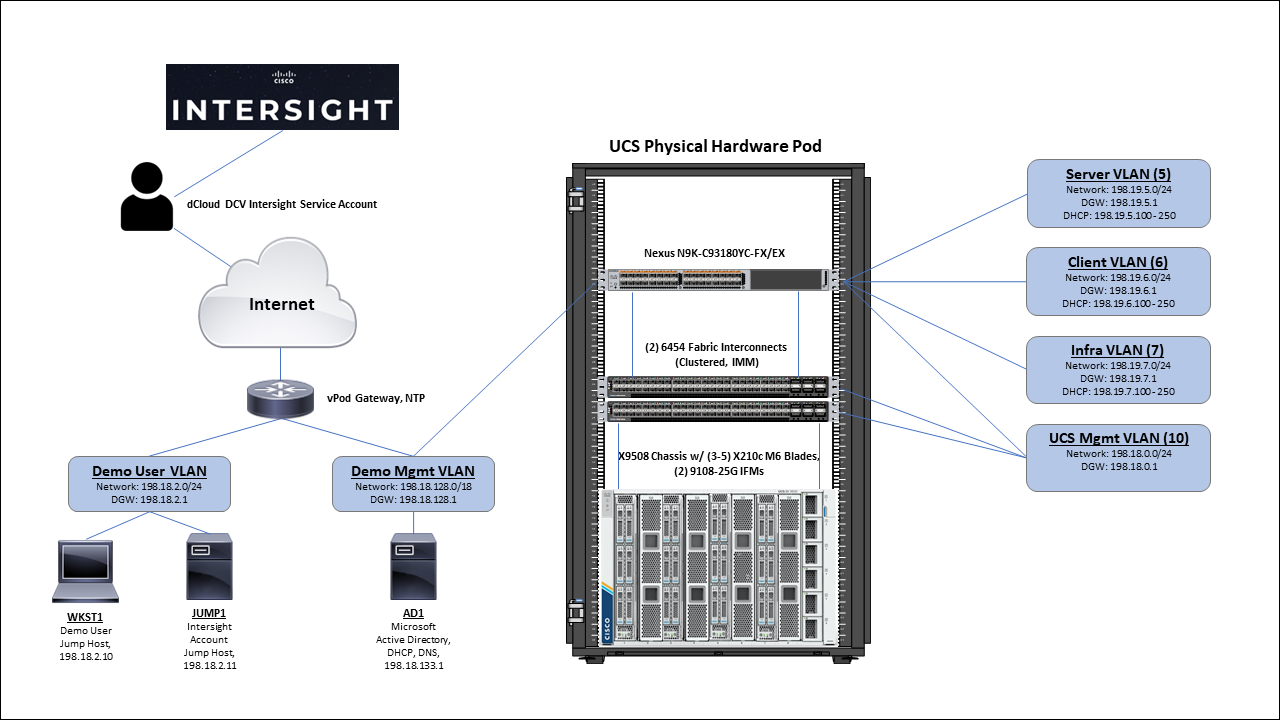 CISCO
INTERSIGHT
dCloud DCV Intersight Service Account
Internet
vPod Gateway, NTP
Demo User VLAN
Network: 198.18.2.0/24
DGW: 198.18.2.1
Demo Mgmt VLAN
Network: 198.18.128.0/18
DGW: 198.18.128.1
WKST1
Demo User
Jump Host,
198.18.2.10
JUMP1
Intersight
Account
Jump Host,
198.18.2.11
AD1
Microsoft
Active Directory,
DHCP, DNS,
198.18.133.1
UCS Physical Hardware Pod
Nexus N9K-C93180YC-FX/EX
(2) 6454 Fabric Interconnects
(Clustered, IMM)
X9508 Chassis w/ (3-5) X210c M6 Blades,
(2) 9108-25G IFMs
CISCO
Server VLAN (5)
Network: 198.19.5.0/24
DGW: 198.19.5.1
DHCP: 198.19.5.100 - 250
Client VLAN (6)
Network: 198.19.6.0/24
DGW: 198.19.6.1
DHCP: 198.19.6.100 - 250
Infra VLAN (7)
Network: 198.19.7.0/24
DGW: 198.19.7.1
DHCP: 198.19.7.100 - 250
UCS Mgmt VLAN (10)
Network: 198.18.0.0/24
DGW: 198.18.0.1